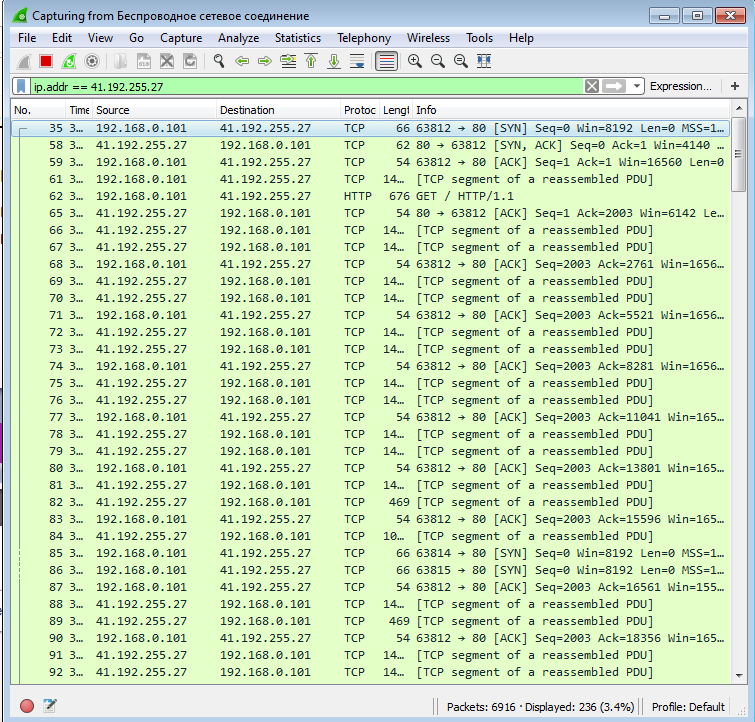 Capturing from Беспроводное сетевое соединение
File Edit View Go Capture Analyze Statistics Telephony Wireless Tools Help
ip.addr == 41.192.255.27 Expression... +
No. Time Source Destination Protoc Lengt Info
35 3... 192.168.0.101 41.192.255.27 TCP 66 63812 → 80 [SYN] Seq=0 Win=8192 Len=0 MSS=1...
58 3... 41.192.255.27 192.168.0.101 TCP 62 80 → 63812 [SYN, ACK] Seq=0 Ack=1 Win=4140 ...
59 3... 192.168.0.101 41.192.255.27 TCP 54 63812 → 80 [ACK] Seq=1 Ack=1 Win=16560 Len=0
61 3... 192.168.0.101 41.192.255.27 TCP 14... [TCP segment of a reassembled PDU]
62 3... 192.168.0.101 41.192.255.27 HTTP 676 GET / HTTP/1.1
65 3... 41.192.255.27 192.168.0.101 TCP 54 80 → 63812 [ACK] Seq=1 Ack=2003 Win=6142 Le...
66 3... 41.192.255.27 192.168.0.101 TCP 14... [TCP segment of a reassembled PDU]
67 3... 41.192.255.27 192.168.0.101 TCP 14... [TCP segment of a reassembled PDU]
68 3... 192.168.0.101 41.192.255.27 TCP 54 63812 → 80 [ACK] Seq=2003 Ack=2761 Win=1656...
69 3... 41.192.255.27 192.168.0.101 TCP 14... [TCP segment of a reassembled PDU]
70 3... 41.192.255.27 192.168.0.101 TCP 14... [TCP segment of a reassembled PDU]
71 3... 192.168.0.101 41.192.255.27 TCP 54 63812 → 80 [ACK] Seq=2003 Ack=5521 Win=1656...
72 3... 41.192.255.27 192.168.0.101 TCP 14... [TCP segment of a reassembled PDU]
73 3... 41.192.255.27 192.168.0.101 TCP 14... [TCP segment of a reassembled PDU]
74 3... 192.168.0.101 41.192.255.27 TCP 54 63812 → 80 [ACK] Seq=2003 Ack=8281 Win=1656...
75 3... 41.192.255.27 192.168.0.101 TCP 14... [TCP segment of a reassembled PDU]
76 3... 41.192.255.27 192.168.0.101 TCP 14... [TCP segment of a reassembled PDU]
77 3... 192.168.0.101 41.192.255.27 TCP 54 63812 → 80 [ACK] Seq=2003 Ack=11041 Win=165...
78 3... 41.192.255.27 192.168.0.101 TCP 14... [TCP segment of a reassembled PDU]
79 3... 41.192.255.27 192.168.0.101 TCP 14... [TCP segment of a reassembled PDU]
80 3... 192.168.0.101 41.192.255.27 TCP 54 63812 → 80 [ACK] Seq=2003 Ack=13801 Win=165...
81 3... 41.192.255.27 192.168.0.101 TCP 14... [TCP segment of a reassembled PDU]
82 3... 41.192.255.27 192.168.0.101 TCP 469 [TCP segment of a reassembled PDU]
83 3... 192.168.0.101 41.192.255.27 TCP 54 63812 → 80 [ACK] Seq=2003 Ack=15596 Win=165...
84 3... 41.192.255.27 192.168.0.101 TCP 10... [TCP segment of a reassembled PDU]
85 3... 192.168.0.101 41.192.255.27 TCP 66 63814 → 80 [SYN] Seq=0 Win=8192 Len=0 MSS=1...
86 3... 192.168.0.101 41.192.255.27 TCP 66 63815 → 80 [SYN] Seq=0 Win=8192 Len=0 MSS=1...
87 3... 192.168.0.101 41.192.255.27 TCP 54 63812 → 80 [ACK] Seq=2003 Ack=16561 Win=155...
88 3... 41.192.255.27 192.168.0.101 TCP 14... [TCP segment of a reassembled PDU]
89 3... 41.192.255.27 192.168.0.101 TCP 469 [TCP segment of a reassembled PDU]
90 3... 192.168.0.101 41.192.255.27 TCP 54 63812 → 80 [ACK] Seq=2003 Ack=18356 Win=165...
91 3... 41.192.255.27 192.168.0.101 TCP 14... [TCP segment of a reassembled PDU]
92 3... 41.192.255.27 192.168.0.101 TCP 14... [TCP segment of a reassembled PDU]
Packets: 6916 · Displayed: 236 (3.4%) Profile: Default